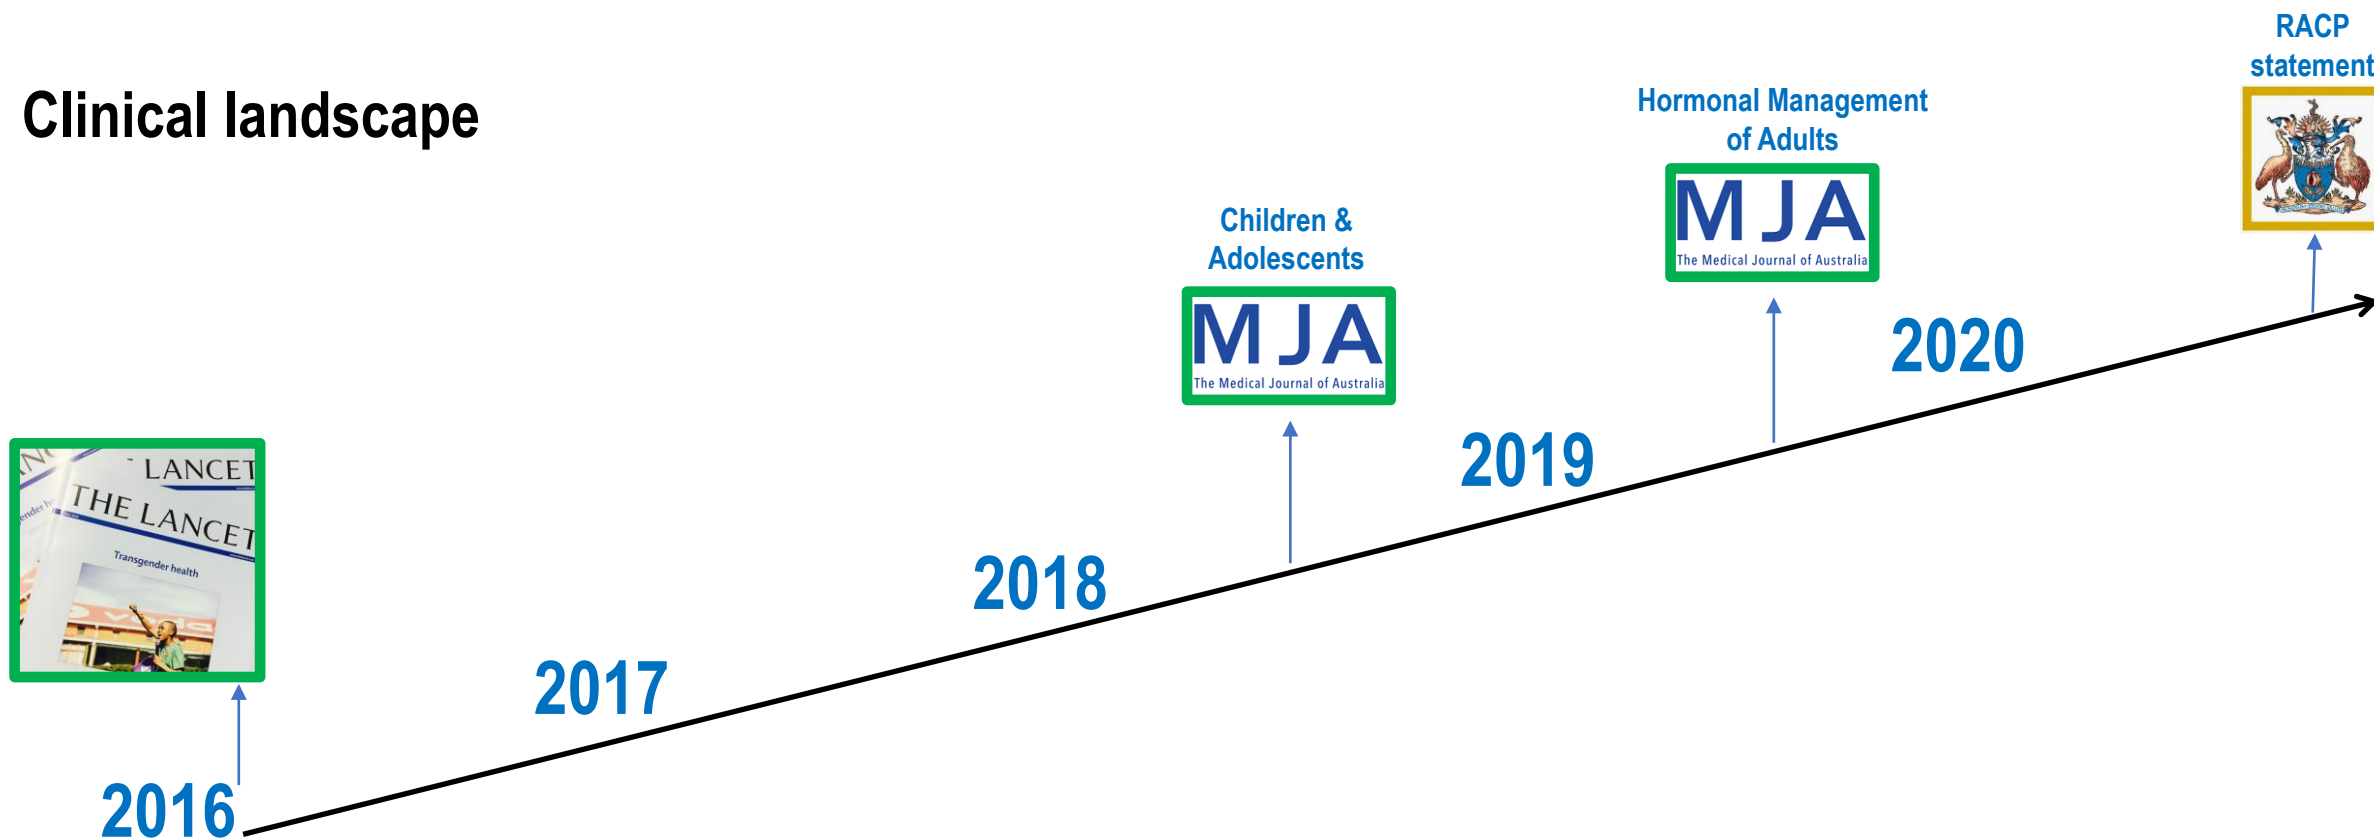 Clinical landscape
RACP
statement
Hormonal Management
of Adults
MJA
The Medical Journal of Australia
Children &
Adolescents
MJA
The Medical Journal of Australia
2020
2019
2018
2017
2016
LANCET
THE LANCET
Transgender health